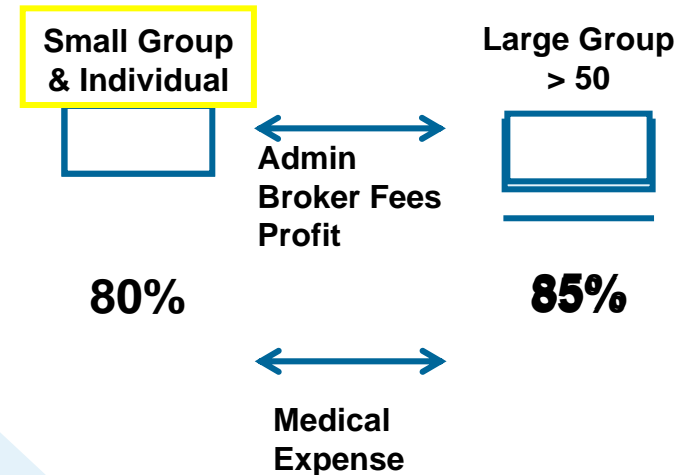 Small Group
& Individual
Large Group
> 50
Admin
Broker Fees
Profit
80%
85%
Medical
Expense